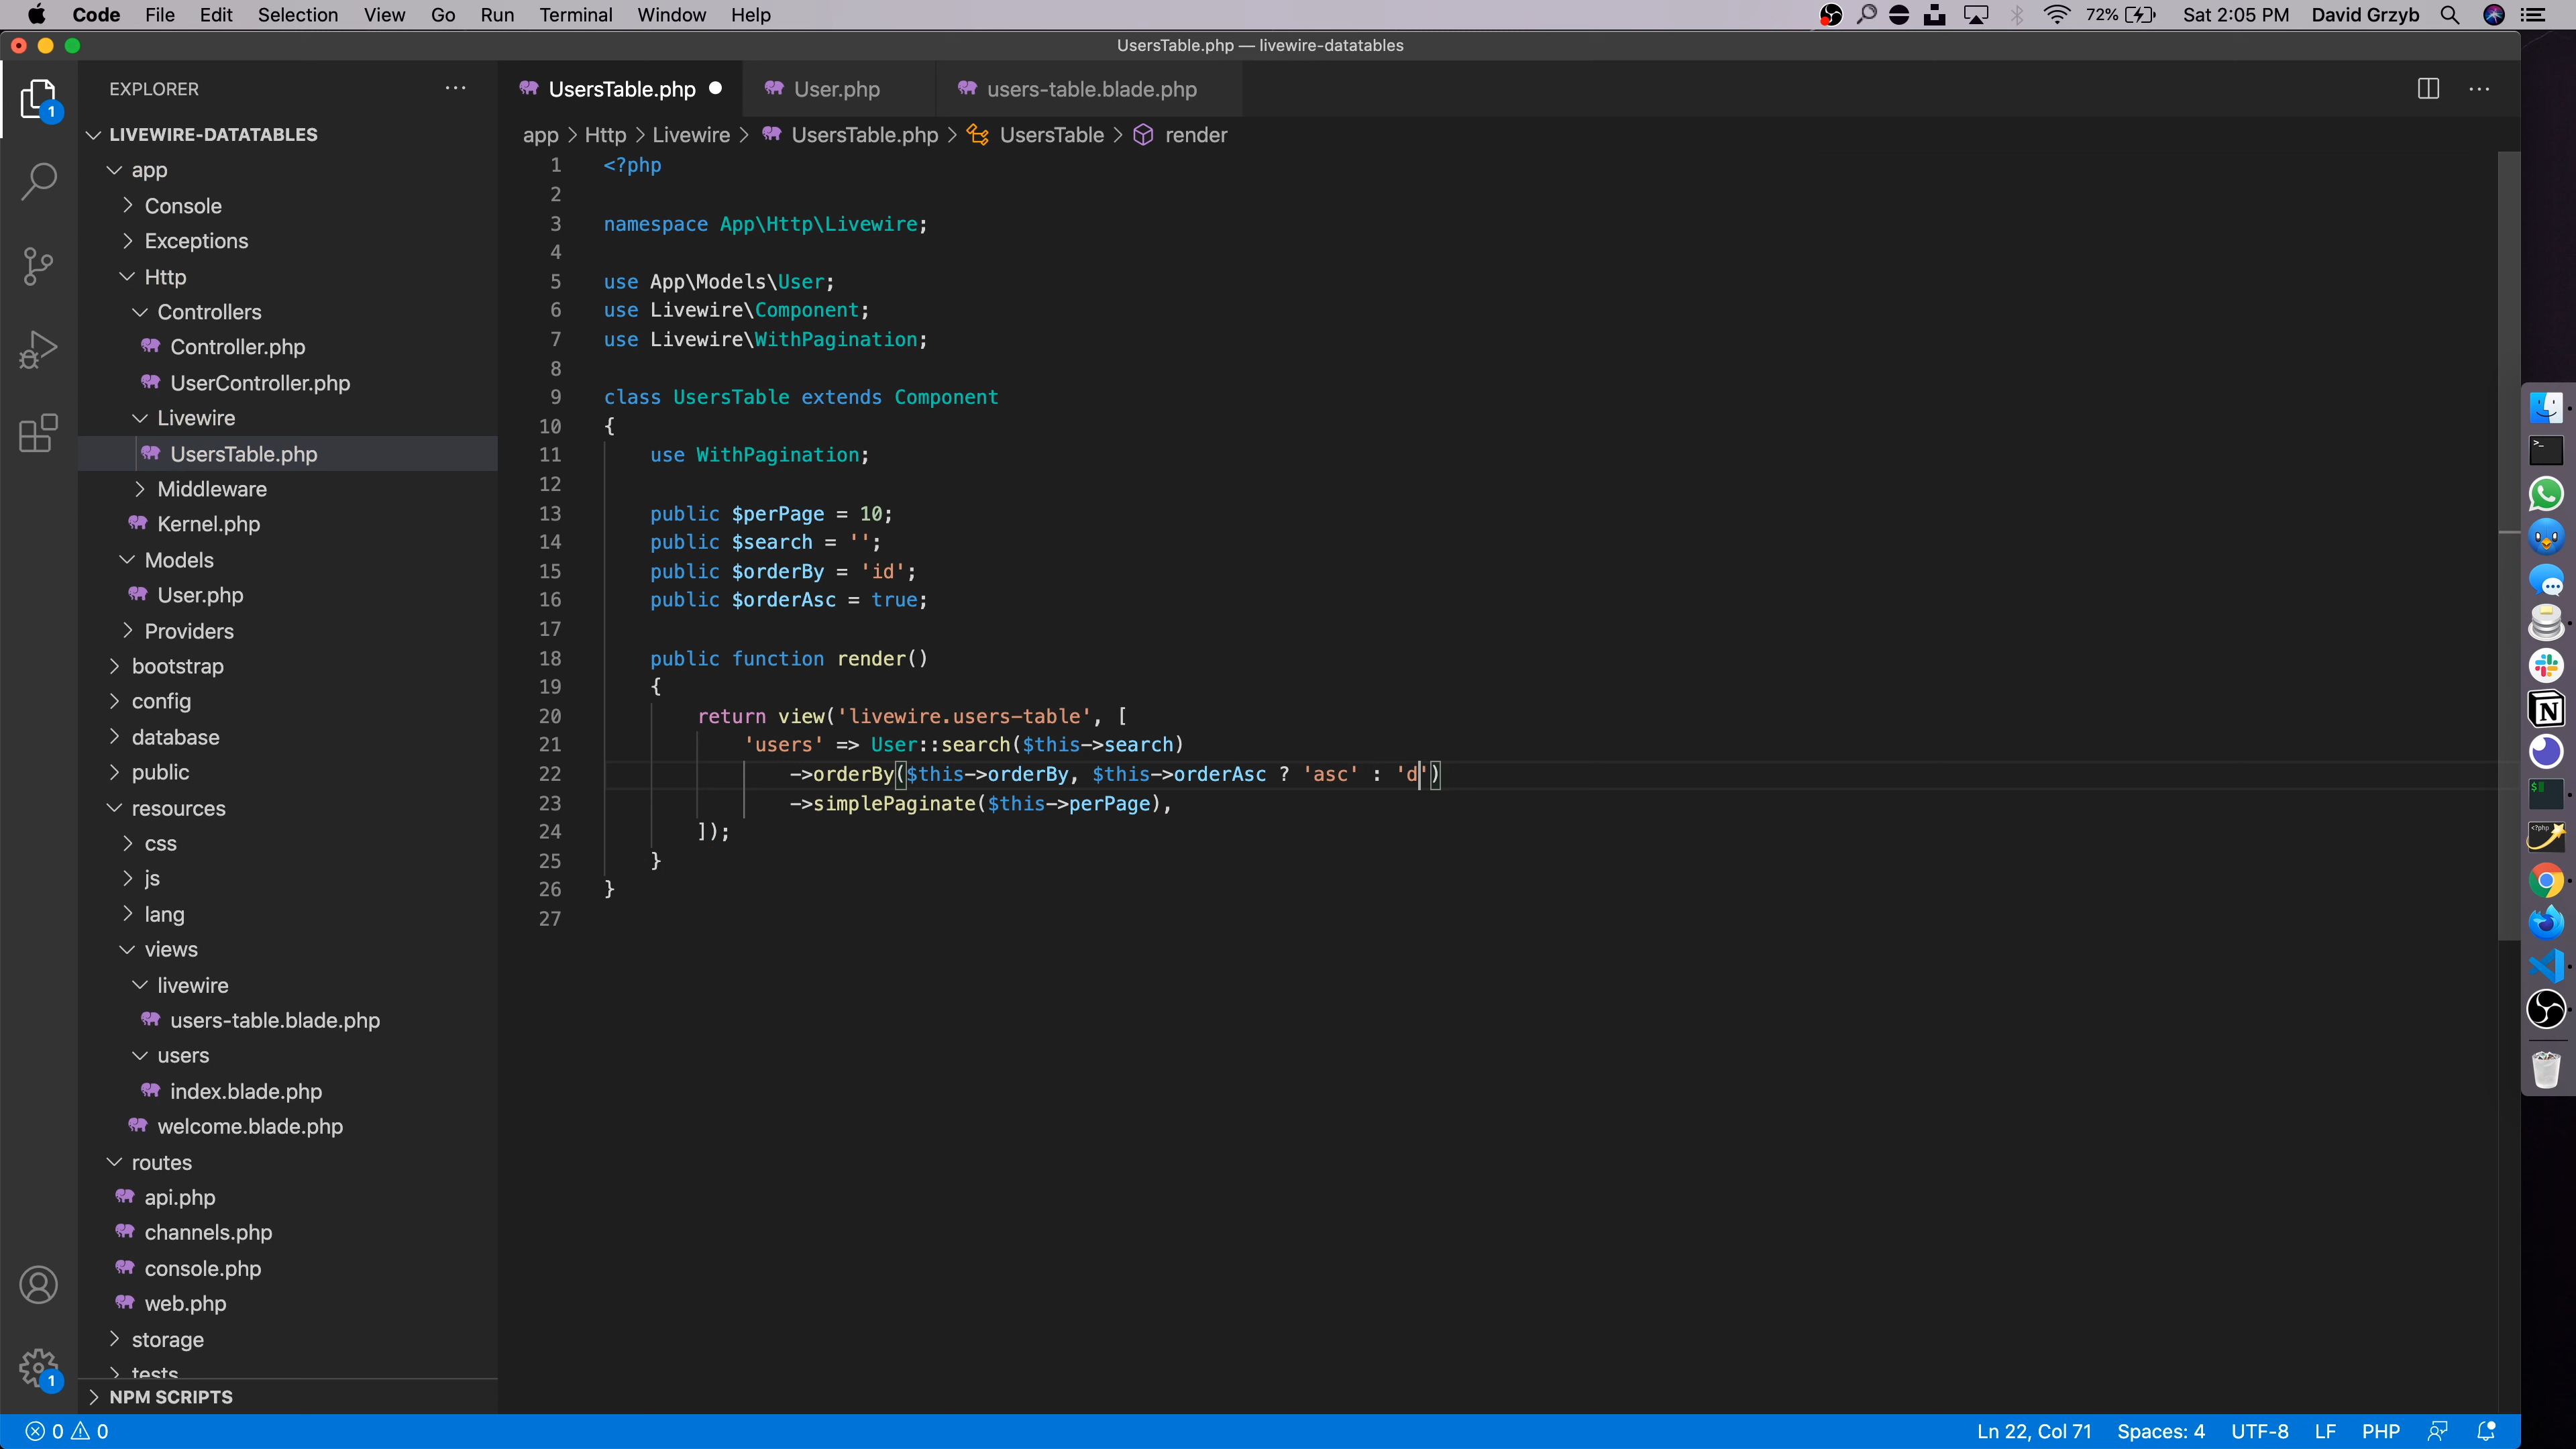 Code File Edit Selection View Go Run Terminal Window Help 72% Sat 2:05 PM David Grzyb
UsersTable.php — livewire-datatables
EXPLORER
LIVEWIRE-DATATABLES
app
Console
Exceptions
Http
Controllers
Controller.php
UserController.php
Livewire
UsersTable.php
Middleware
Kernel.php
Models
User.php
Providers
bootstrap
config
database
public
resources
css
js
lang
views
livewire
users-table.blade.php
users
index.blade.php
welcome.blade.php
routes
api.php
channels.php
console.php
web.php
storage
tests
NPM SCRIPTS
1
1
UsersTable.php User.php users-table.blade.php
app > Http > Livewire > UsersTable.php > UsersTable > render
1 <?php
2
3 namespace App\Http\Livewire;
4
5 use App\Models\User;
6 use Livewire\Component;
7 use Livewire\WithPagination;
8
9 class UsersTable extends Component
10 {
11 use WithPagination;
12
13 public $perPage = 10;
14 public $search = '';
15 public $orderBy = 'id';
16 public $orderAsc = true;
17
18 public function render()
19 {
20 return view('livewire.users-table', [
21 'users' => User::search($this->search)
22 ->orderBy($this->orderBy, $this->orderAsc ? 'asc' : 'd')
23 ->simplePaginate($this->perPage),
24 ]);
25 }
26 }
27
0 0 Ln 22, Col 71 Spaces: 4 UTF-8 LF PHP